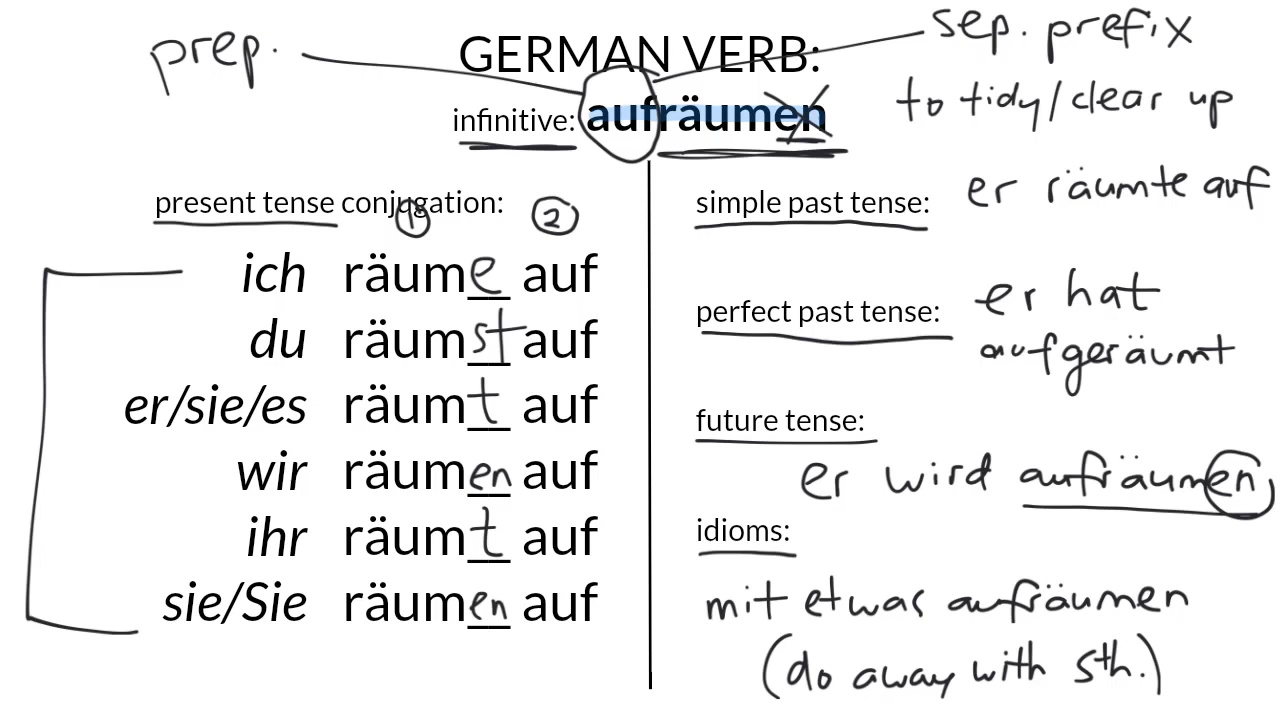 prep.
GERMAN VERB:
sep. prefix
infinitive: aufräumen
to tidy/clear up
present tense conjugation:
① ②
ich räume auf
du räumst auf
er/sie/es räumt auf
wir räumen auf
ihr räumt auf
sie/Sie räumen auf
simple past tense: er räumte auf
perfect past tense: er hat
aufgeräumt
future tense:
er wird aufräumen
idioms:
mit etwas aufräumen
(do away with sth.)